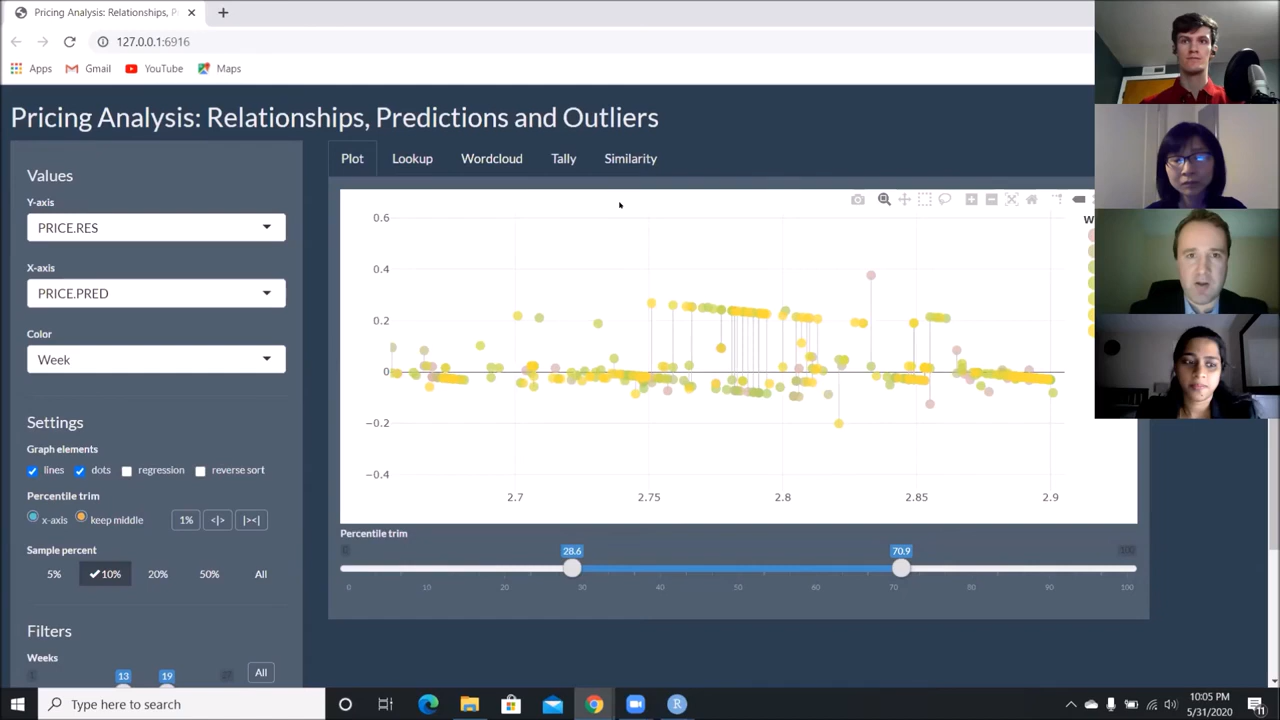 Pricing Analysis: Relationships, P
127.0.0.1:6916
Apps Gmail YouTube Maps
Pricing Analysis: Relationships, Predictions and Outliers
Plot Lookup Wordcloud Tally Similarity
Values
Y-axis
PRICE.RES
X-axis
PRICE.PRED
Color
Week
Settings
Graph elements
lines dots regression reverse sort
Percentile trim
x-axis keep middle 1% <|> |><|
Sample percent
5% ✔10% 20% 50% All
Filters
Weeks
13 19 27 All
W
0.6
0.4
0.2
0
−0.2
−0.4
2.7 2.75 2.8 2.85 2.9
Percentile trim
0 28.6 70.9 100
0 10 20 30 40 50 60 70 80 90 100
Type here to search
R
10:05 PM
5/31/2020
11